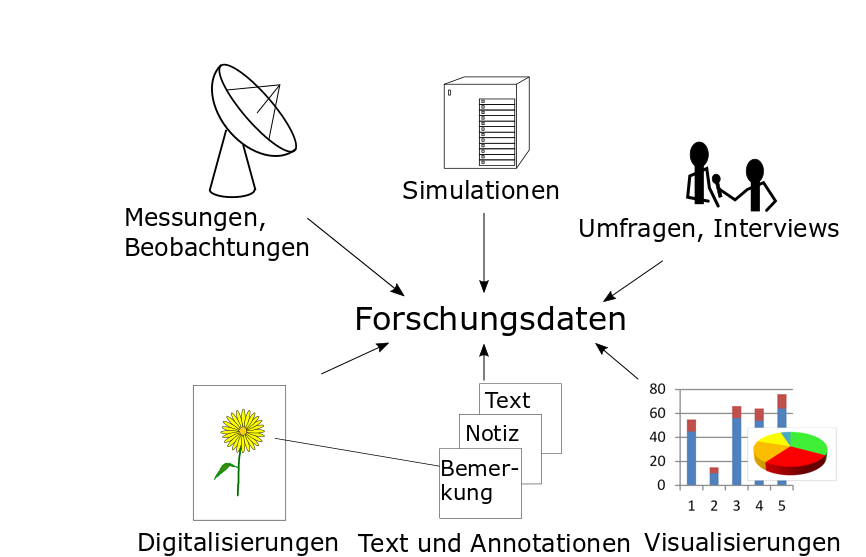 Simulationen
Messungen,
Beobachtungen
Umfragen, Interviews
Forschungsdaten
Text
Notiz
Bemer-
kung
80
60
40
20
0
1 2 3 4 5
Digitalisierungen
Text und Annotationen
Visualisierungen